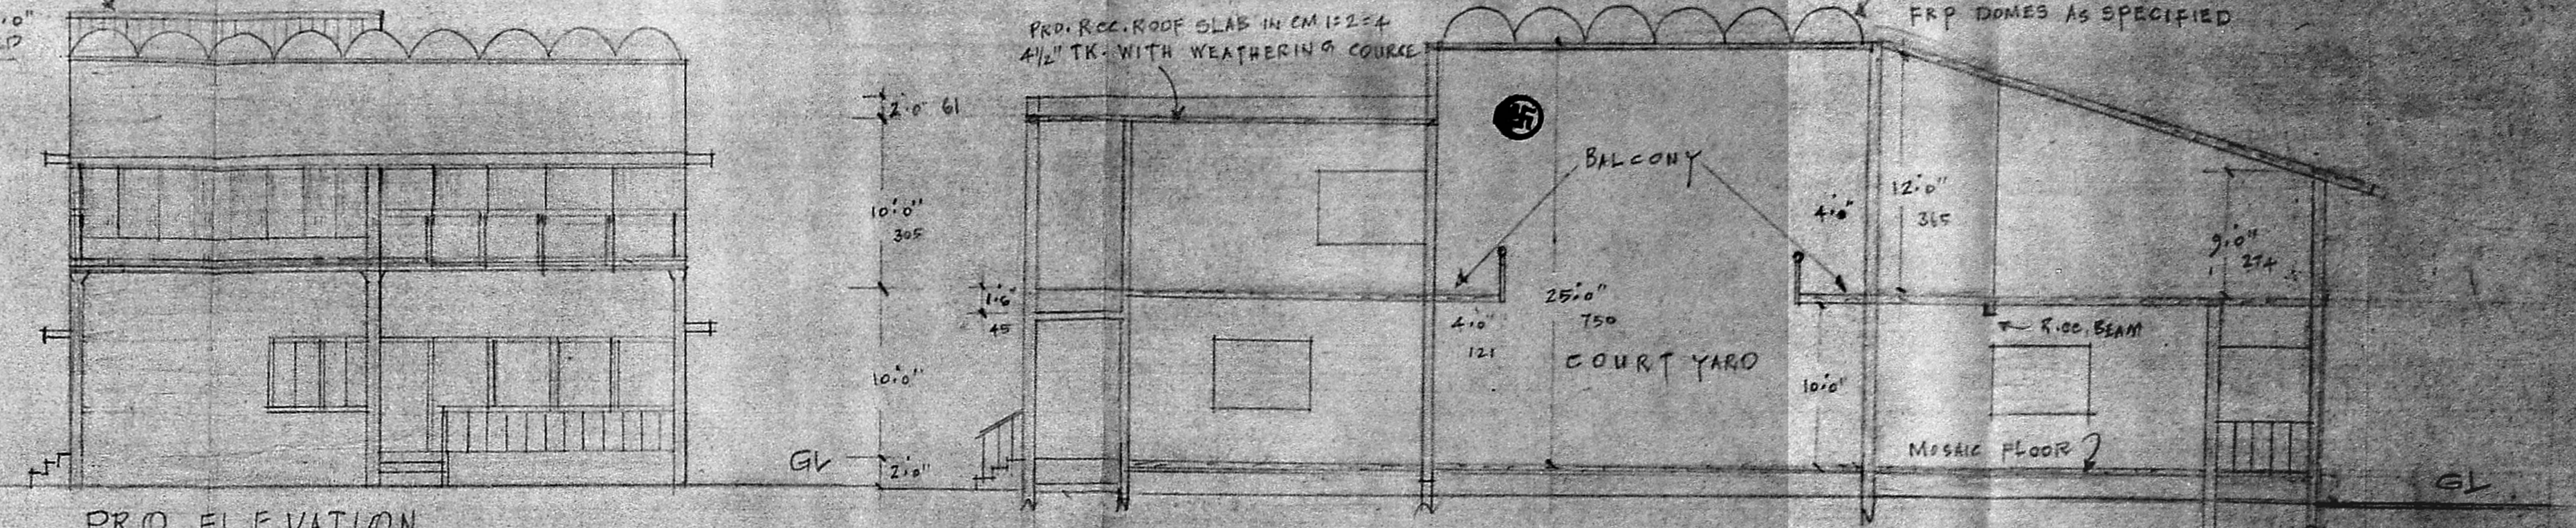 PRO. RCC. ROOF SLAB IN CM 1:2:4
4½" TK. WITH WEATHERING COURSE
FRP DOMES AS SPECIFIED
2'.0" 61
BALCONY
10'.0"
305
4'.0"
12'.0"
365
9'.0"
274
1'.6"
45
4'.0"
121
25'.0"
750
COURT YARD
R.CC. BEAM
10'.0"
10'.0"
MOSAIC FLOOR
GL
2'.0"
GL
PRO. ELEVATION